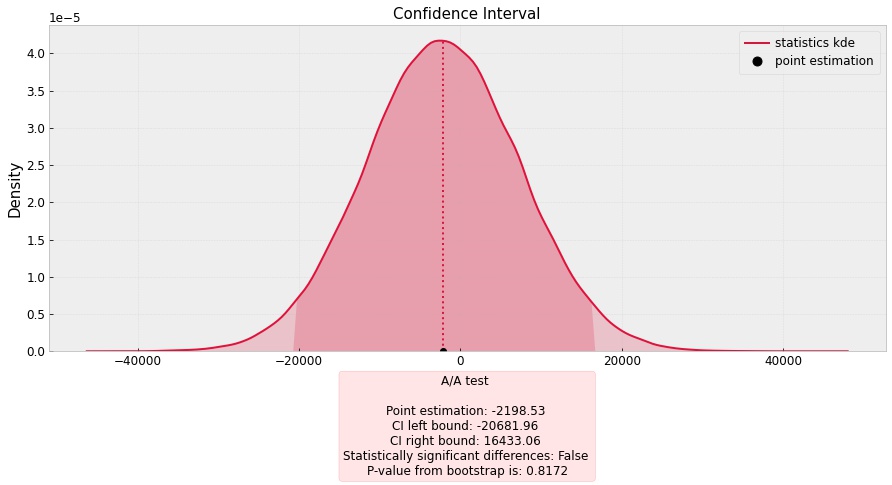 Confidence Interval
1e−5
statistics kde
point estimation
Density
4.0
3.5
3.0
2.5
2.0
1.5
1.0
0.5
0.0
−40000
−20000
0
20000
40000
A/A test
Point estimation: -2198.53
CI left bound: -20681.96
CI right bound: 16433.06
Statistically significant differences: False
P-value from bootstrap is: 0.8172